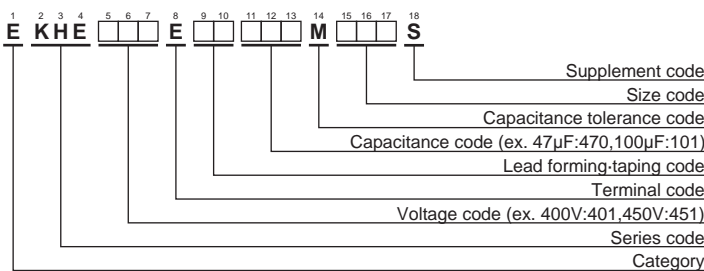 1 2 3 4 5 6 7 8 9 10 11 12 13 14 15 16 17 18
E KHE E M S
Supplement code
Size code
Capacitance tolerance code
Capacitance code (ex. 47µF:470,100µF:101)
Lead forming·taping code
Terminal code
Voltage code (ex. 400V:401,450V:451)
Series code
Category